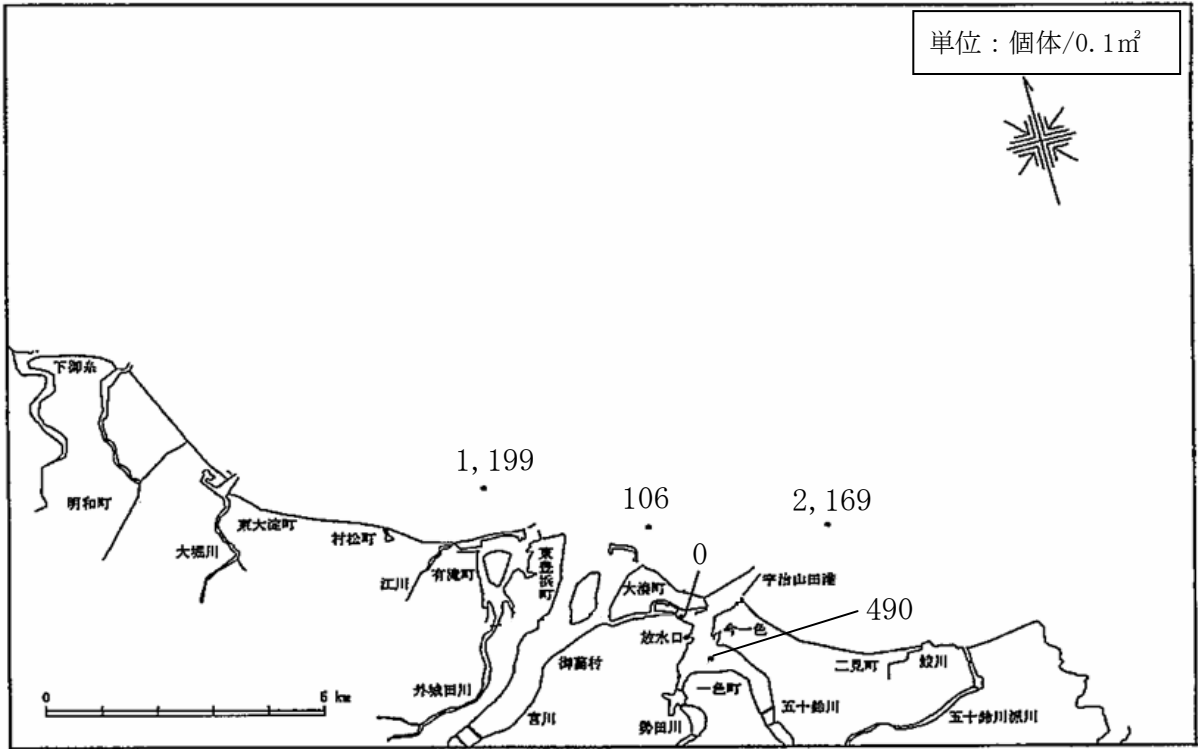 単位：個体/0.1㎡
下御糸
1,199
106
2,169
明和町
東大淀町
村松町
大堀川
江川
有滝町
東豊浜町
大湊町
0
宇治山田港
490
放水口
今一色
御薗村
二見町
鮫川
0 6 km
外城田川
宮川
一色町
勢田川
五十鈴川
五十鈴川派川